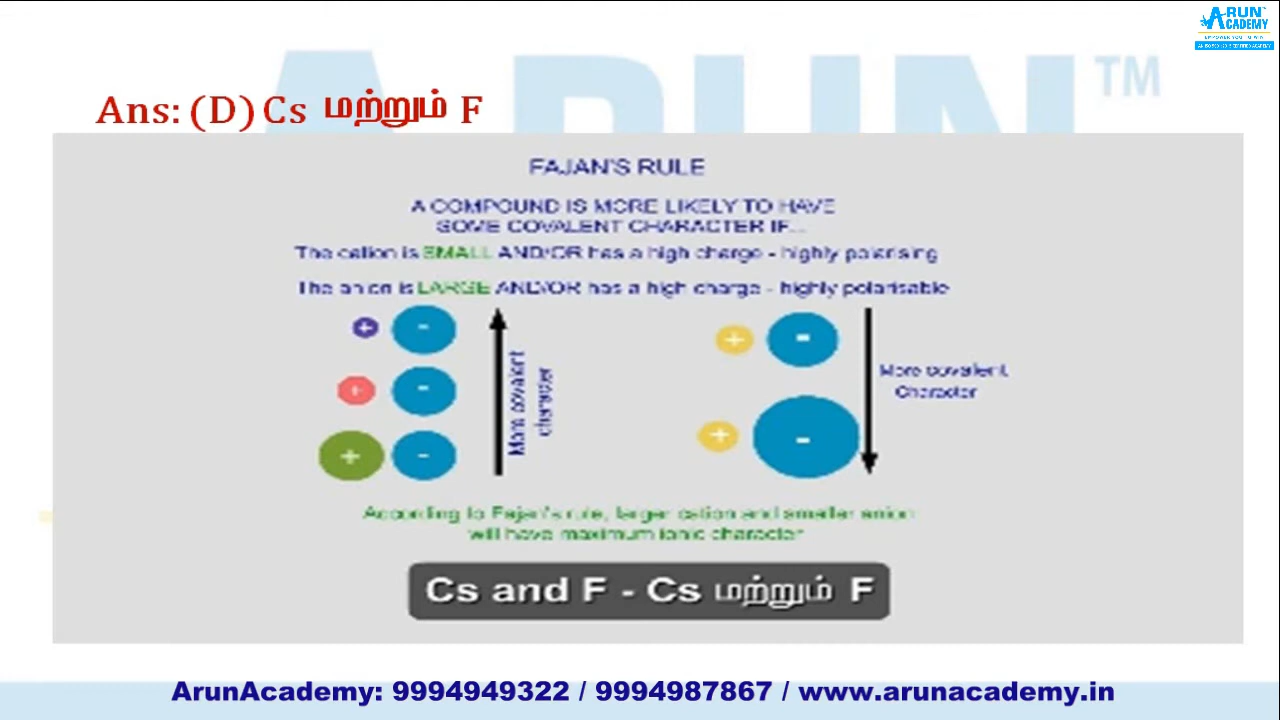 ARUN
ACADEMY
ARUN TM
Ans: (D) Cs மற்றும் F
FAJAN'S RULE
A COMPOUND IS MORE LIKELY TO HAVE
SOME COVALENT CHARACTER IF...
The cation is SMALL AND/OR has a high charge - highly polarising
The anion is LARGE AND/OR has a high charge - highly polarisable
+ -
+ -
+ -
More covalent
character
+ -
+ -
More covalent
Character
According to Fajan's rule, larger cation and smaller anion
will have maximum ionic character
Cs and F - Cs மற்றும் F
ArunAcademy: 9994949322 / 9994987867 / www.arunacademy.in